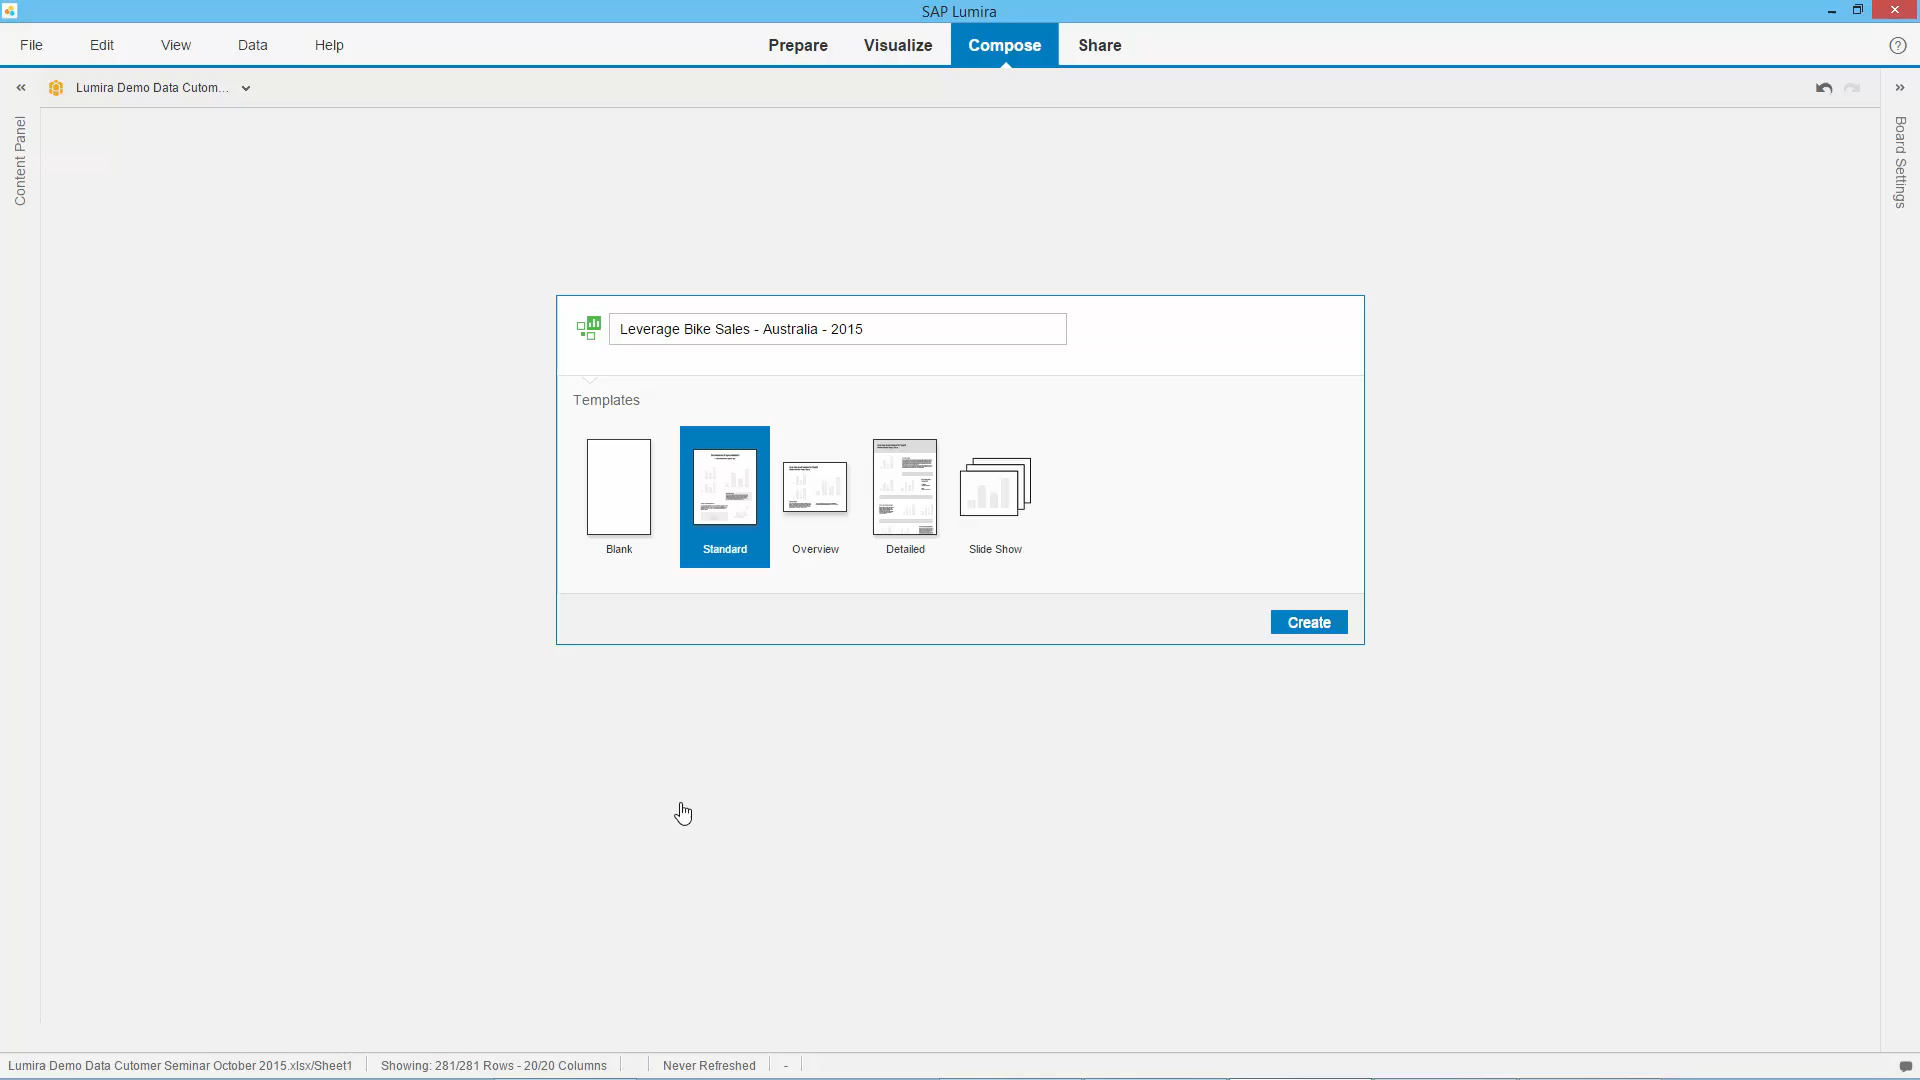 SAP Lumira
File Edit View Data Help Prepare Visualize Compose Share
Lumira Demo Data Cutom...
Content Panel
Board Settings
Leverage Bike Sales - Australia - 2015
Templates
Blank Standard Overview Detailed Slide Show
Create
Lumira Demo Data Cutomer Seminar October 2015.xlsx/Sheet1 Showing: 281/281 Rows - 20/20 Columns Never Refreshed -